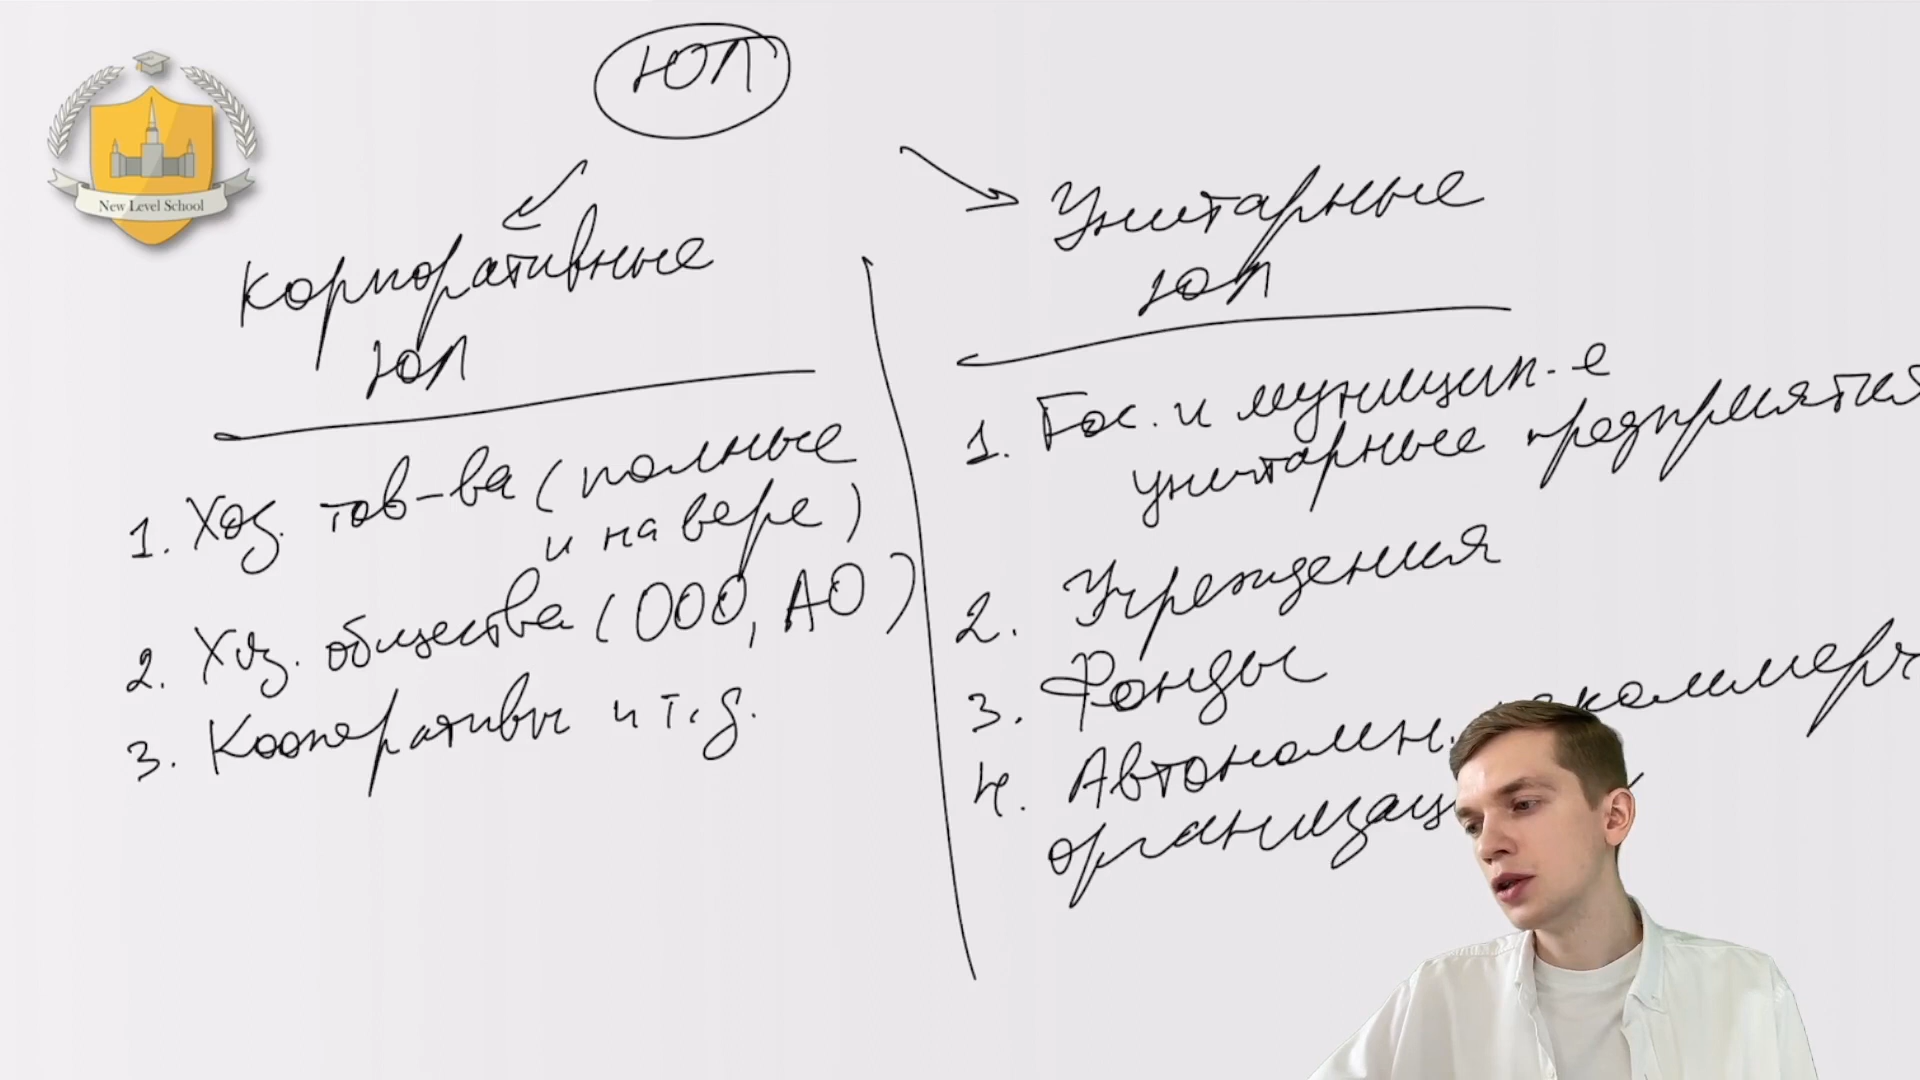 New Level School
ЮЛ
Корпоративные
ЮЛ
1. Хоз. тов-ва (полные
и на вере)
2. Хоз. общества (ООО, АО)
3. Кооперативы и т.д.
Унитарные
ЮЛ
1. Гос. и муницип-е
унитарные предприятия
2. Учреждения
3. Фонды
4. Автономн.